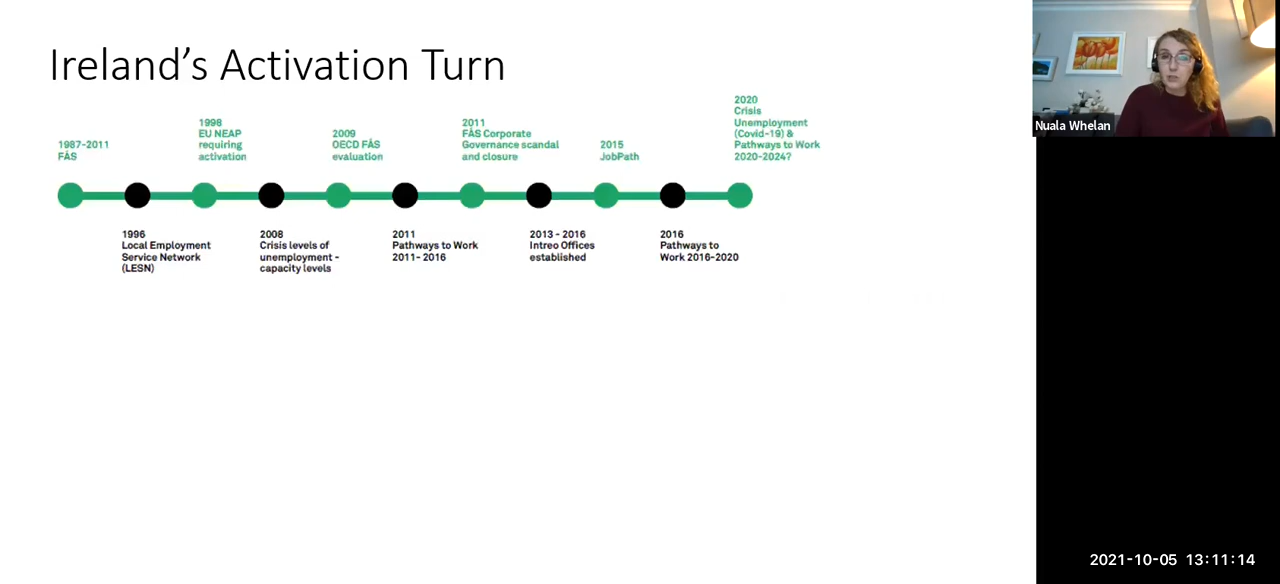 Ireland's Activation Turn
1987-2011
FÁS
1996
Local Employment
Service Network
(LESN)
1998
EU NEAP
requiring
activation
2008
Crisis levels of
unemployment -
capacity levels
2009
OECD FÁS
evaluation
2011
Pathways to Work
2011- 2016
2011
FÁS Corporate
Governance scandal
and closure
2013 - 2016
Intreo Offices
established
2015
JobPath
2016
Pathways to
Work 2016-2020
2020
Crisis
Unemployment
(Covid-19) &
Pathways to Work
2020-2024?
Nuala Whelan
2021-10-05 13:11:14